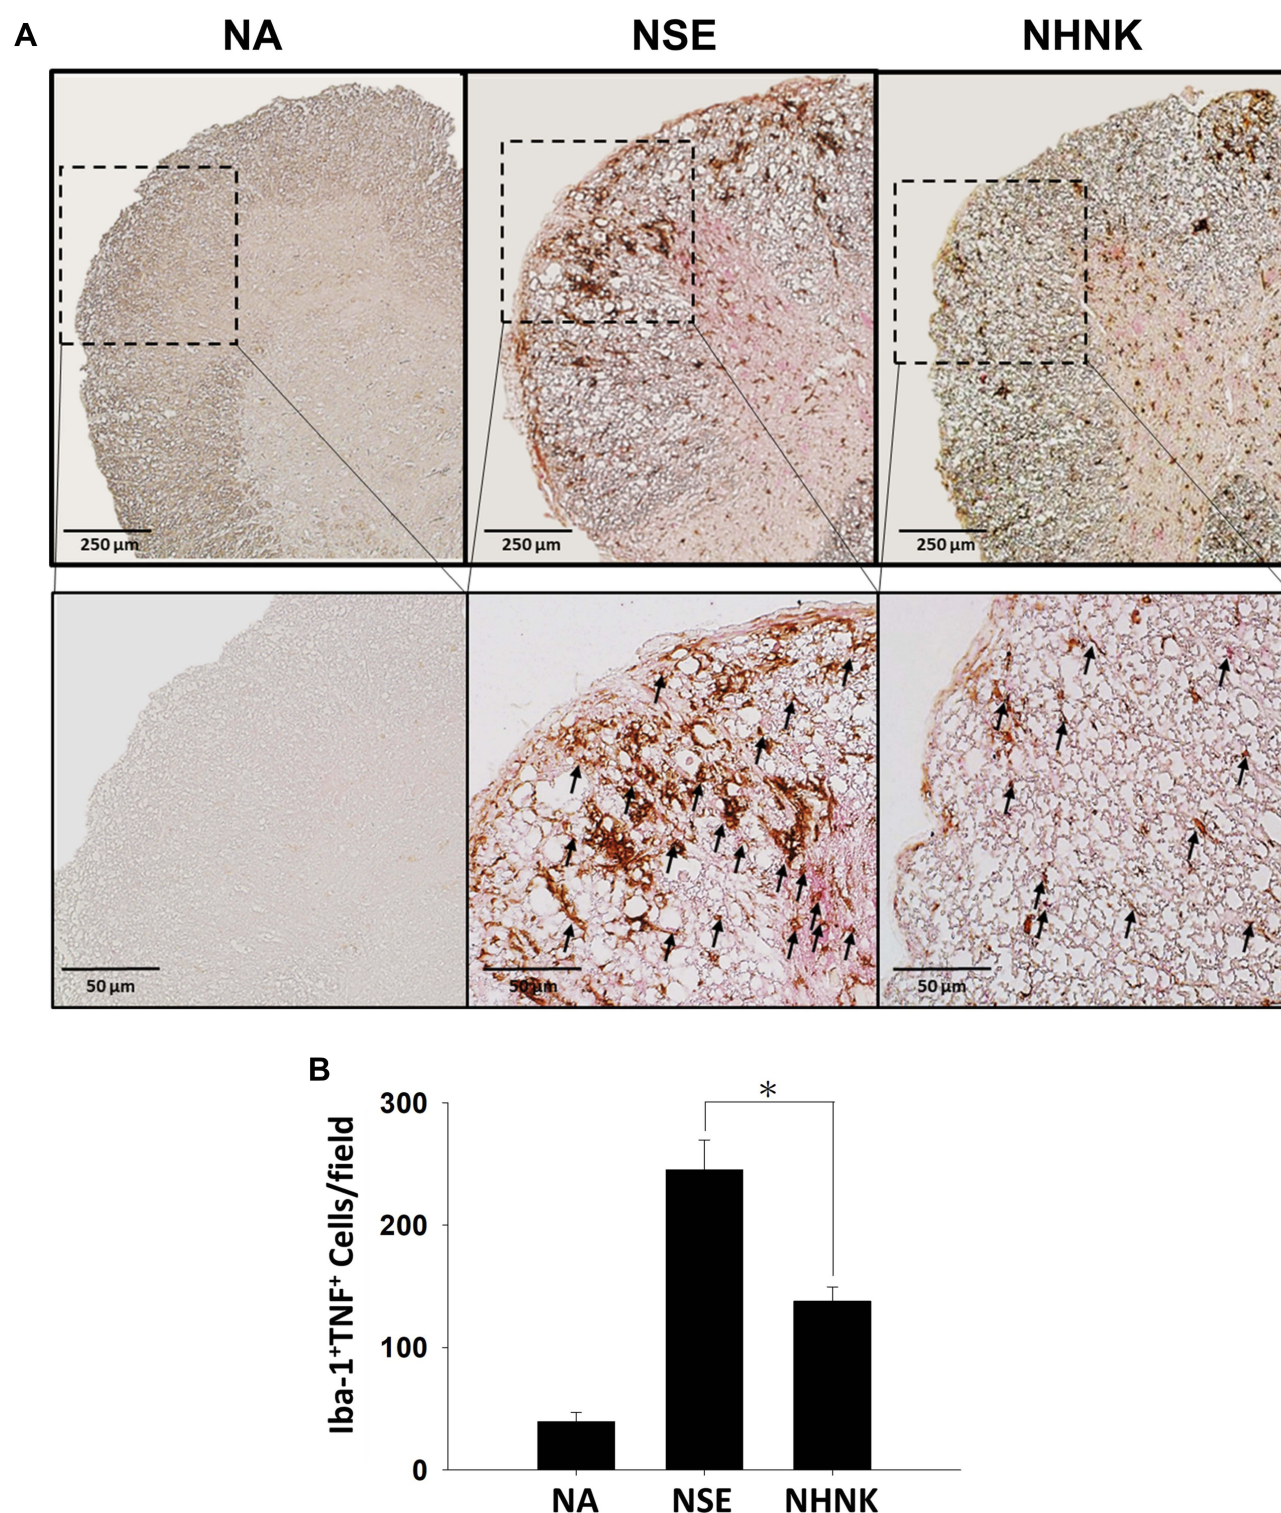 A
NA NSE NHNK
250 µm 250 µm 250 µm
50 µm 50 µm 50 µm
B
Iba-1⁺TNF⁺ Cells/field
*
300
200
100
0
NA NSE NHNK